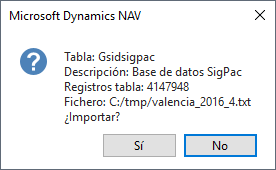 Microsoft Dynamics NAV
Tabla: Gsidsigpac
Descripción: Base de datos SigPac
Registros tabla: 4147948
Fichero: C:/tmp/valencia_2016_4.txt
¿Importar?
Sí
No